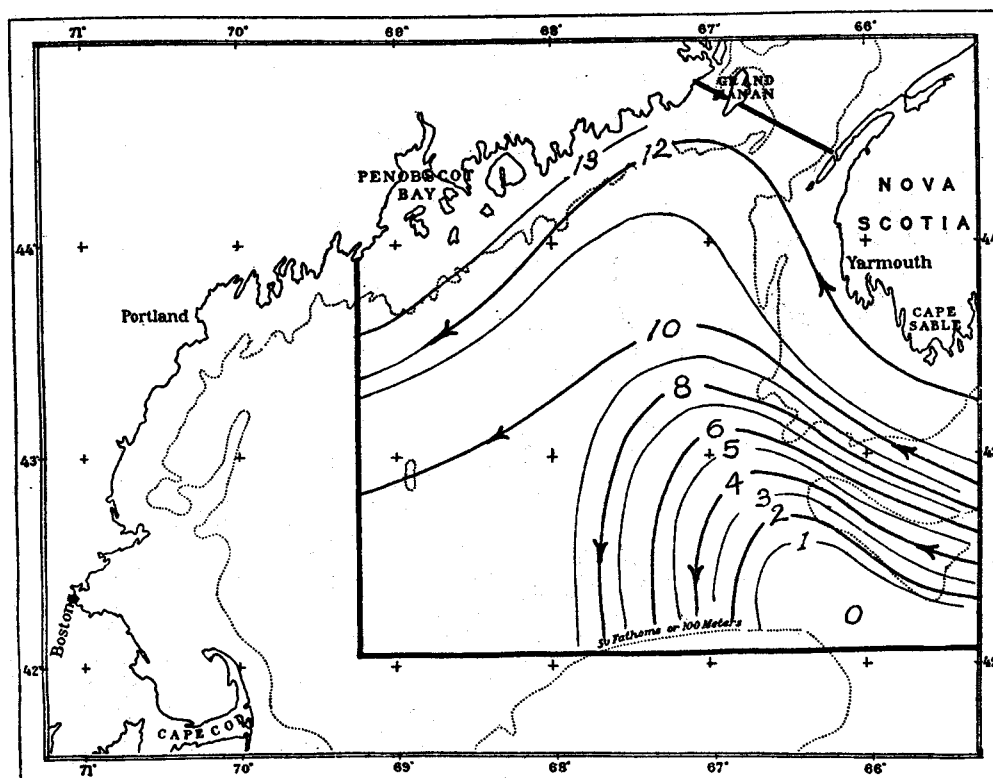 71° 70° 69° 68° 67° 66°
GRAND
MANAN
13 12
PENOBSCOT
BAY
NOVA
SCOTIA
44° 44°
Yarmouth
Portland
CAPE
SABLE
10
8
6
43
5
4
3
2
1
Boston
0
50 Fathoms or 100 Meters
42
CAPE COD
71° 70° 69° 68° 67° 66°